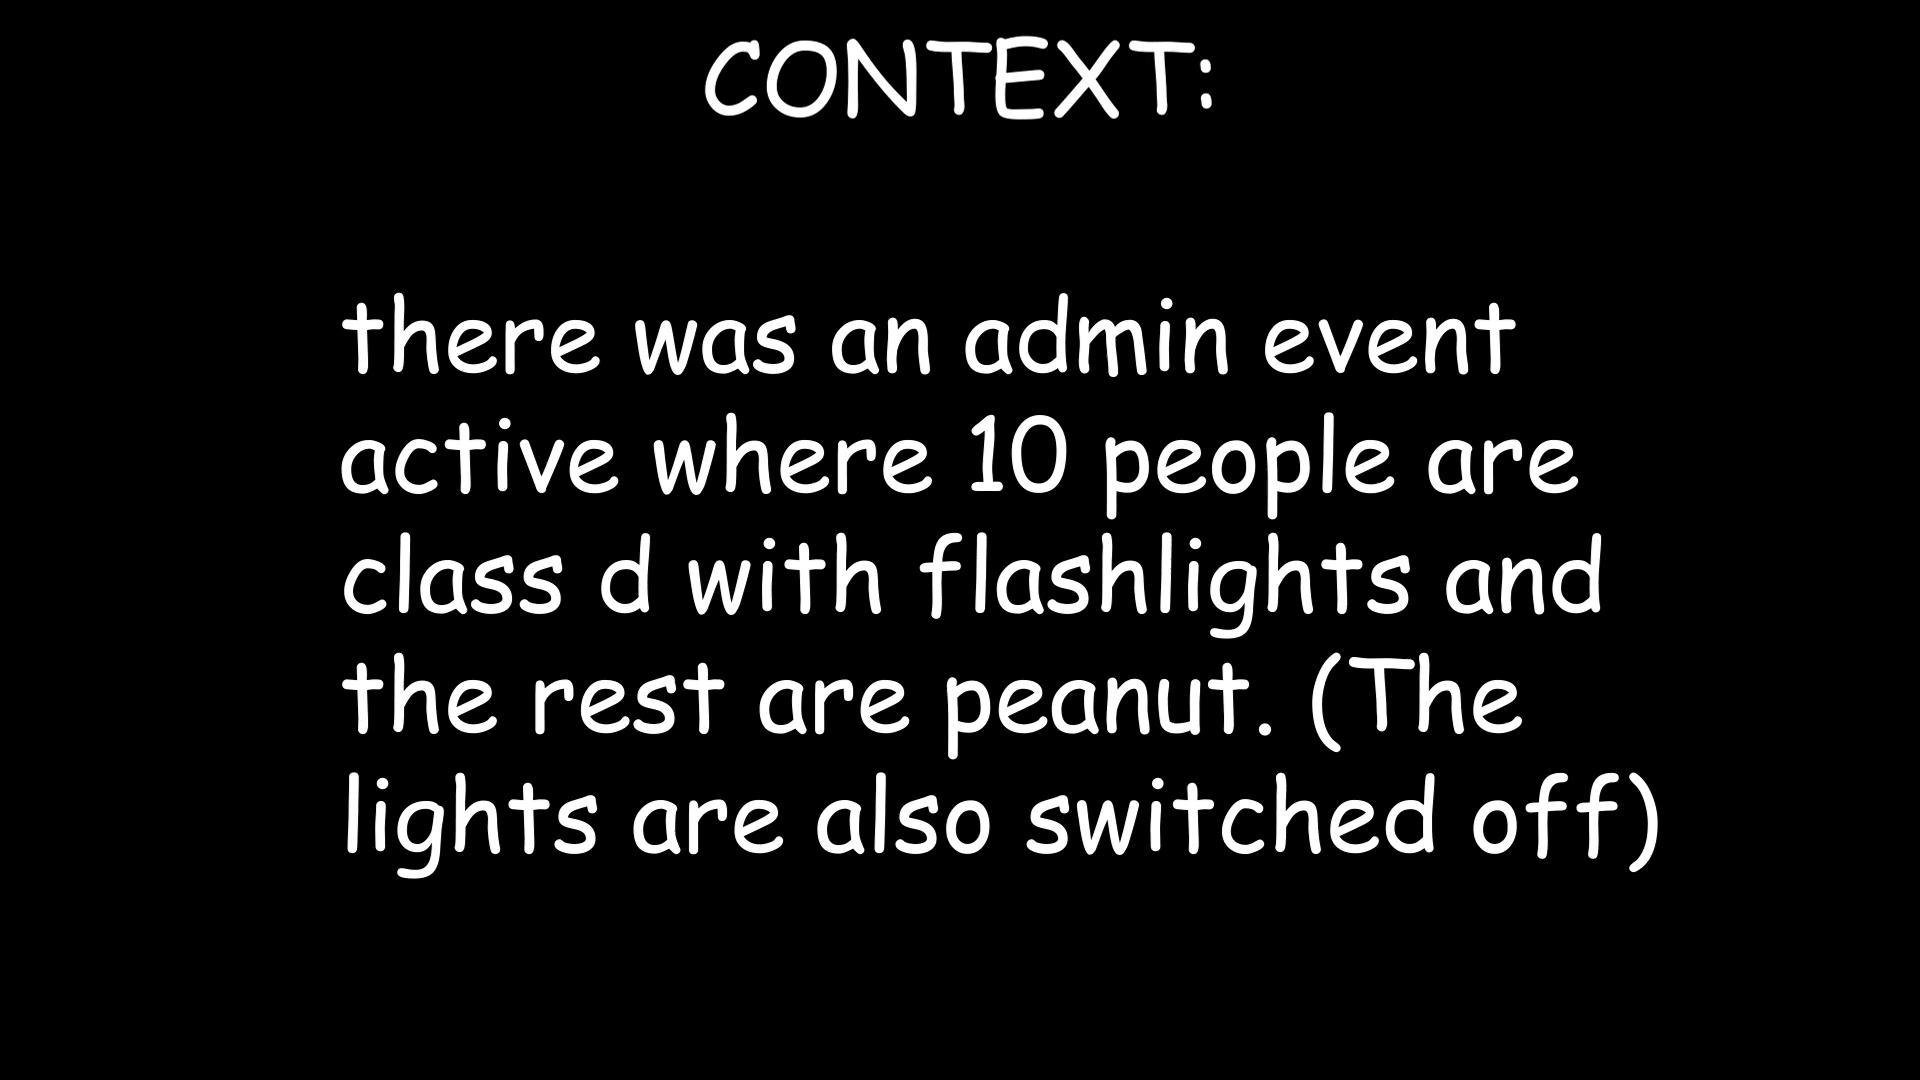 CONTEXT:
there was an admin event
active where 10 people are
class d with flashlights and
the rest are peanut. (The
lights are also switched off)